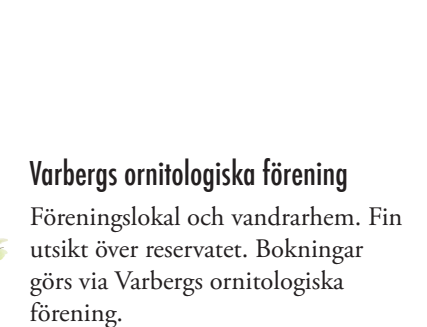 Varbergs ornitologiska förening
Föreningslokal och vandrarhem. Fin
utsikt över reservatet. Bokningar
görs via Varbergs ornitologiska
förening.